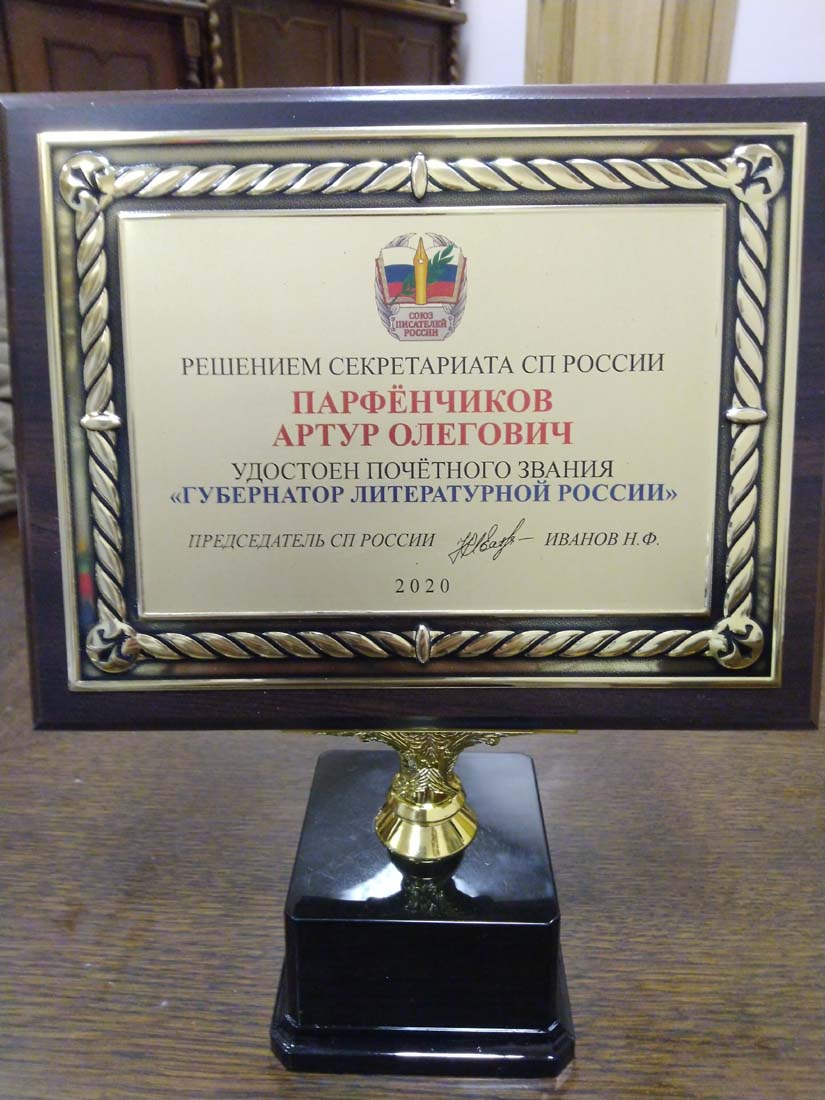 СОЮЗ
ПИСАТЕЛЕЙ
РОССИИ
РЕШЕНИЕМ СЕКРЕТАРИАТА СП РОССИИ
ПАРФЁНЧИКОВ
АРТУР ОЛЕГОВИЧ
УДОСТОЕН ПОЧЁТНОГО ЗВАНИЯ
«ГУБЕРНАТОР ЛИТЕРАТУРНОЙ РОССИИ»
ПРЕДСЕДАТЕЛЬ СП РОССИИ ИВАНОВ Н.Ф.
2020